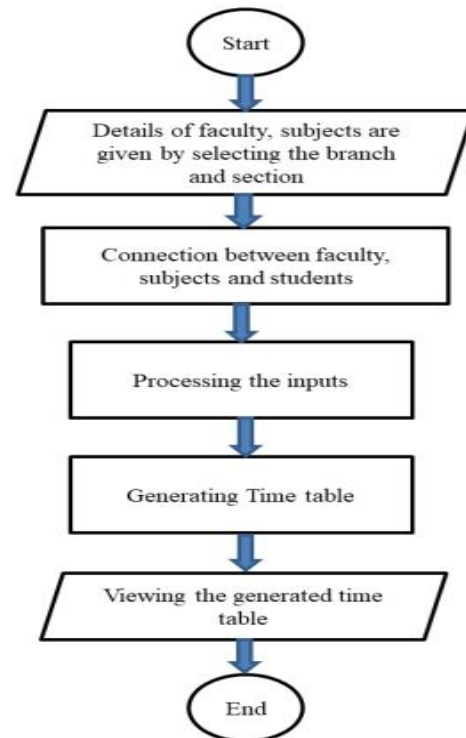 Start
Details of faculty, subjects are
given by selecting the branch
and section
Connection between faculty,
subjects and students
Processing the inputs
Generating Time table
Viewing the generated time
table
End